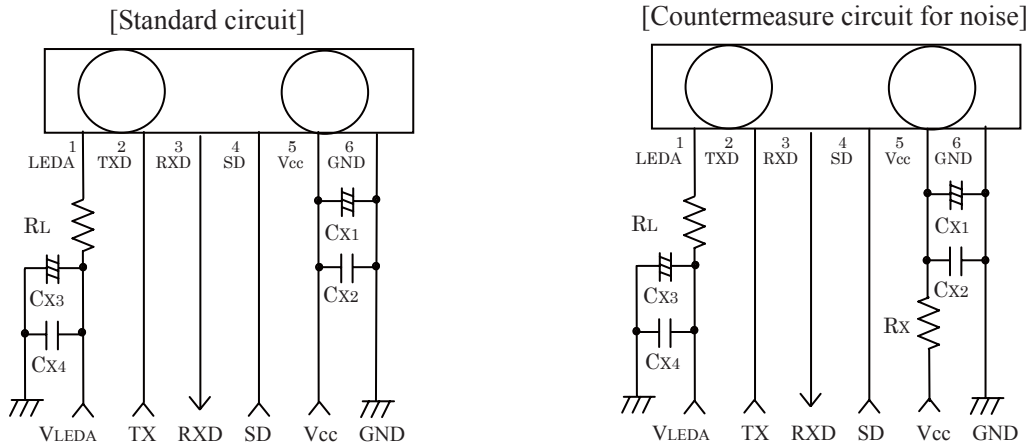 [Standard circuit]
1 2 3 4 5 6
LEDA TXD RXD SD Vcc GND
RL
CX1
CX3
CX2
CX4
VLEDA TX RXD SD Vcc GND
[Countermeasure circuit for noise]
1 2 3 4 5 6
LEDA TXD RXD SD Vcc GND
RL
CX1
CX3
CX2
RX
CX4
VLEDA TX RXD SD Vcc GND